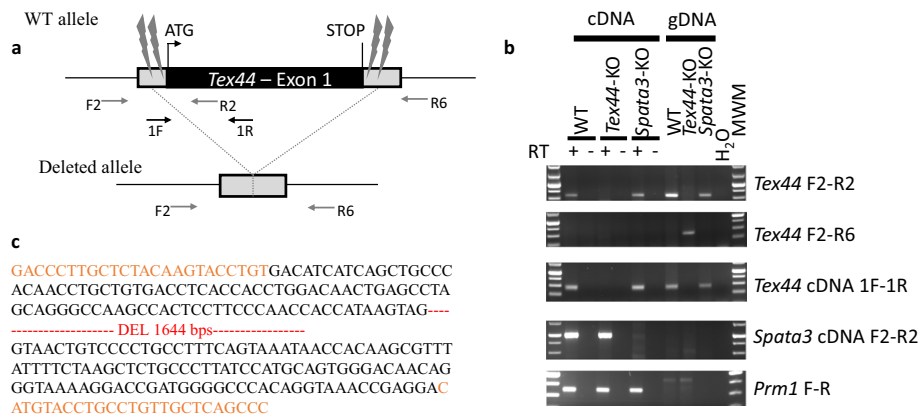 WT allele
a
ATG
STOP
Tex44 – Exon 1
F2
R2
R6
1F
1R
Deleted allele
F2
R6
c
GACCCTTGCTCTACAAGTACCTGTGACATCATCAGCTGCCC
ACAACCTGCTGTGACCTCACCACCTGGACAACTGAGCCTA
GCAGGGCCAAGCCACTCCTTCCCAACCACCATAAGTAG----
------------------- DEL 1644 bps-----------------
GTAACTGTCCCCTGCCTTTCAGTAAATAACCACAAGCGTTT
ATTTTCTAAGCTCTGCCCTTATCCATGCAGTGGGACAACAG
GGTAAAAGGACCGATGGGGCCCACAGGTAAACCGAGGAC
ATGTACCTGCCTGTTGCTCAGCCC
b
cDNA
gDNA
WT
Tex44-KO
Spata3-KO
WT
Tex44-KO
Spata3-KO
H2O
MWM
RT + - + - + -
Tex44 F2-R2
Tex44 F2-R6
Tex44 cDNA 1F-1R
Spata3 cDNA F2-R2
Prm1 F-R